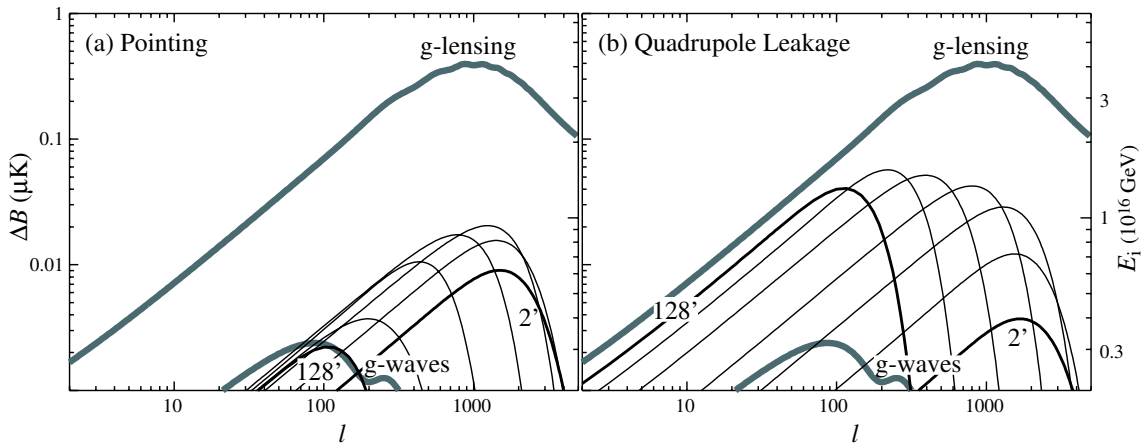 (a) Pointing
g-lensing
(b) Quadrupole Leakage
g-lensing
1
0.1
0.01
ΔB (μK)
3
1
0.3
E_i (10^16 GeV)
128'
2'
g-waves
128'
2'
g-waves
10
100
1000
10
100
1000
l
l